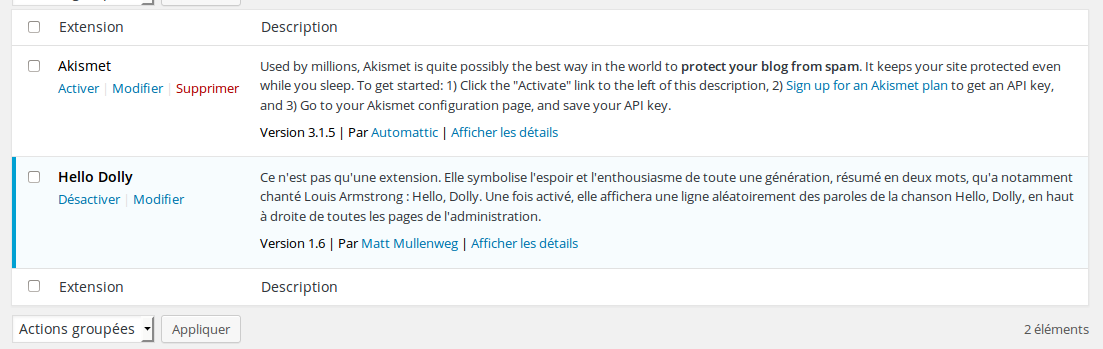 Extension Description
Akismet
Activer | Modifier | Supprimer
Used by millions, Akismet is quite possibly the best way in the world to protect your blog from spam. It keeps your site protected even
while you sleep. To get started: 1) Click the "Activate" link to the left of this description, 2) Sign up for an Akismet plan to get an API key,
and 3) Go to your Akismet configuration page, and save your API key.
Version 3.1.5 | Par Automattic | Afficher les détails
Hello Dolly
Désactiver | Modifier
Ce n'est pas qu'une extension. Elle symbolise l'espoir et l'enthousiasme de toute une génération, résumé en deux mots, qu'a notamment
chanté Louis Armstrong : Hello, Dolly. Une fois activé, elle affichera une ligne aléatoirement des paroles de la chanson Hello, Dolly, en haut
à droite de toutes les pages de l'administration.
Version 1.6 | Par Matt Mullenweg | Afficher les détails
Extension Description
Actions groupées Appliquer 2 éléments